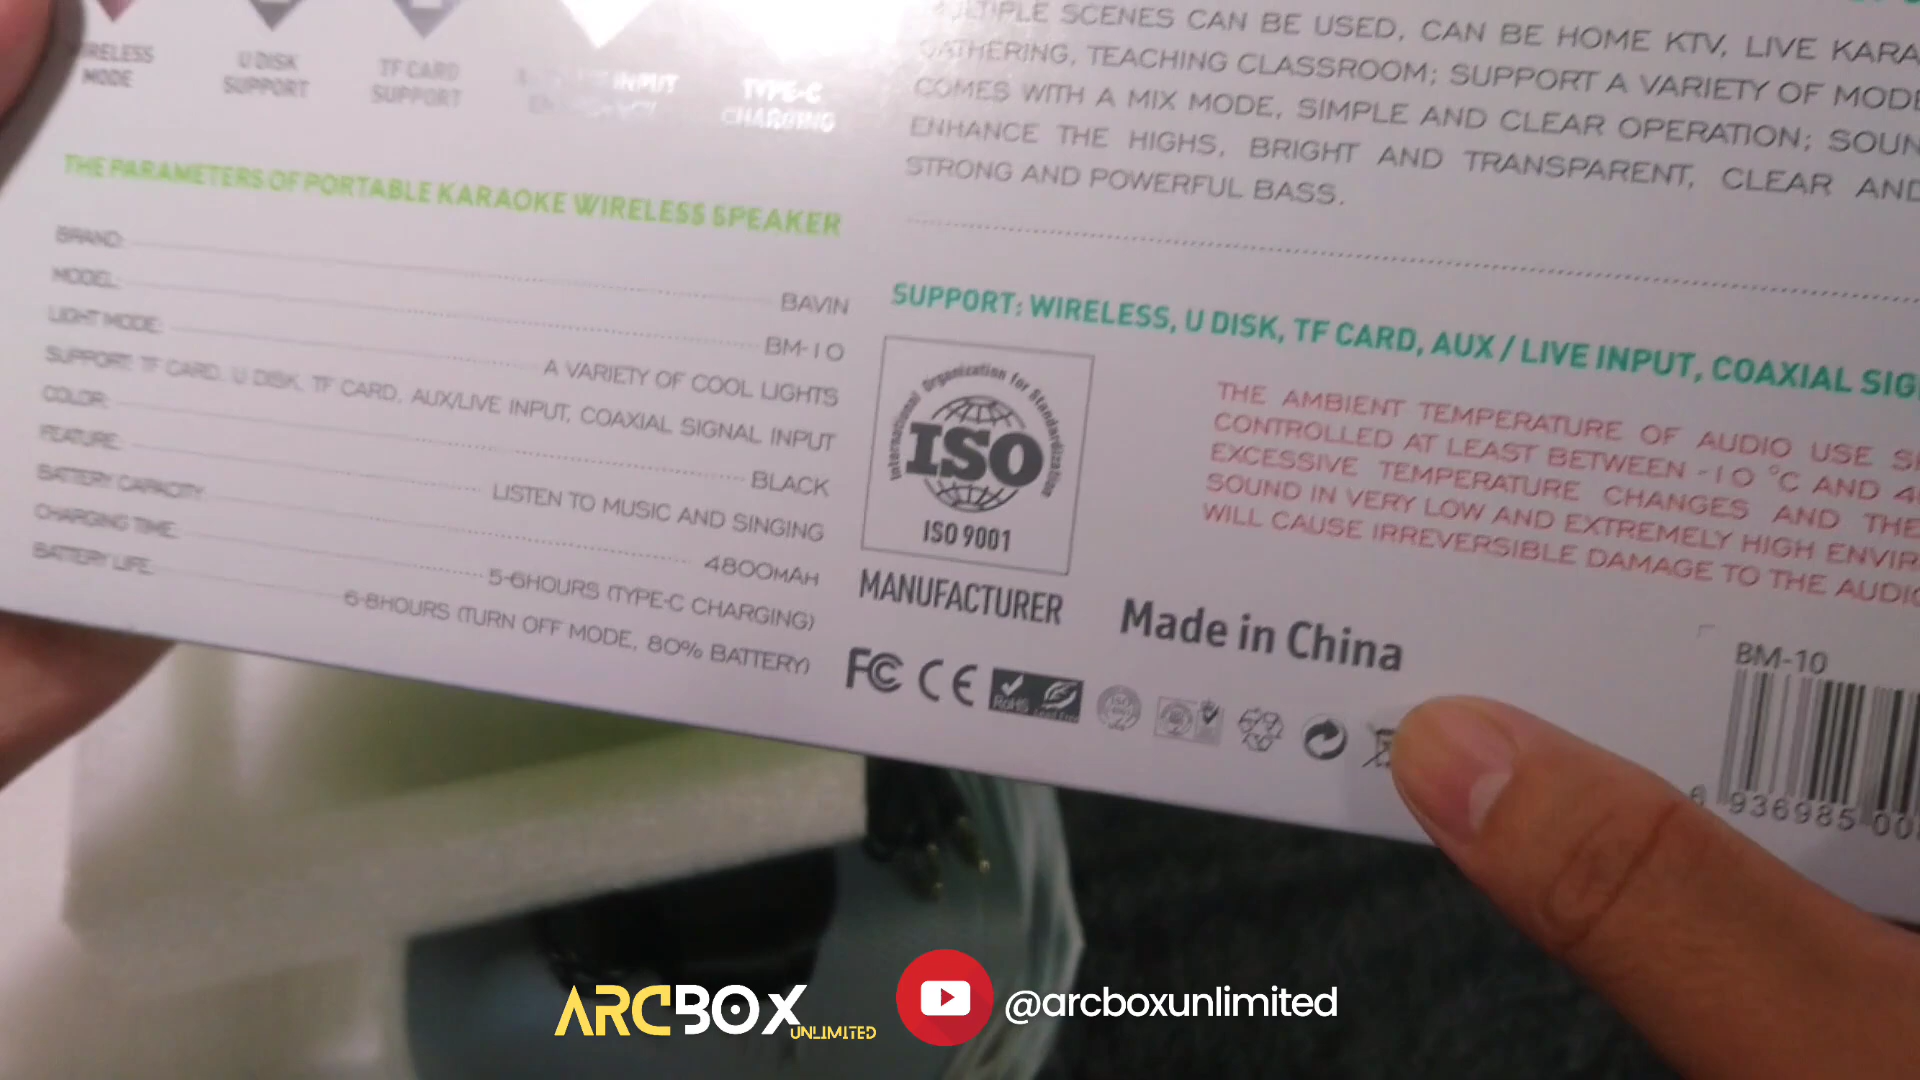 WIRELESS
MODE
U DISK
SUPPORT
TF CARD
SUPPORT
INPUT
TYPE-C
CHARGING
THE PARAMETERS OF PORTABLE KARAOKE WIRELESS SPEAKER
BRAND: BAVIN
MODEL: BM-10
LIGHT MODE: A VARIETY OF COOL LIGHTS
SUPPORT: TF CARD, U DISK, TF CARD, AUX/LIVE INPUT, COAXIAL SIGNAL INPUT
COLOR: BLACK
FEATURE: LISTEN TO MUSIC AND SINGING
BATTERY CAPACITY: 4800MAH
CHARGING TIME: 5-6HOURS (TYPE-C CHARGING)
BATTERY LIFE: 6-8HOURS (TURN OFF MODE, 80% BATTERY)
MULTIPLE SCENES CAN BE USED, CAN BE HOME KTV, LIVE KARA
GATHERING, TEACHING CLASSROOM; SUPPORT A VARIETY OF MODE
COMES WITH A MIX MODE, SIMPLE AND CLEAR OPERATION; SOUN
ENHANCE THE HIGHS, BRIGHT AND TRANSPARENT, CLEAR AND
STRONG AND POWERFUL BASS.
SUPPORT: WIRELESS, U DISK, TF CARD, AUX / LIVE INPUT, COAXIAL SIG
International Organization for Standardization
ISO
ISO 9001
MANUFACTURER
THE AMBIENT TEMPERATURE OF AUDIO USE
CONTROLLED AT LEAST BETWEEN -10 °C AND 4
EXCESSIVE TEMPERATURE CHANGES AND THE
SOUND IN VERY LOW AND EXTREMELY HIGH ENVIR
WILL CAUSE IRREVERSIBLE DAMAGE TO THE AUDIO
Made in China
FC CE RoHS
BM-10
6 936985 00
ARCBOX
UNLIMITED
@arcboxunlimited